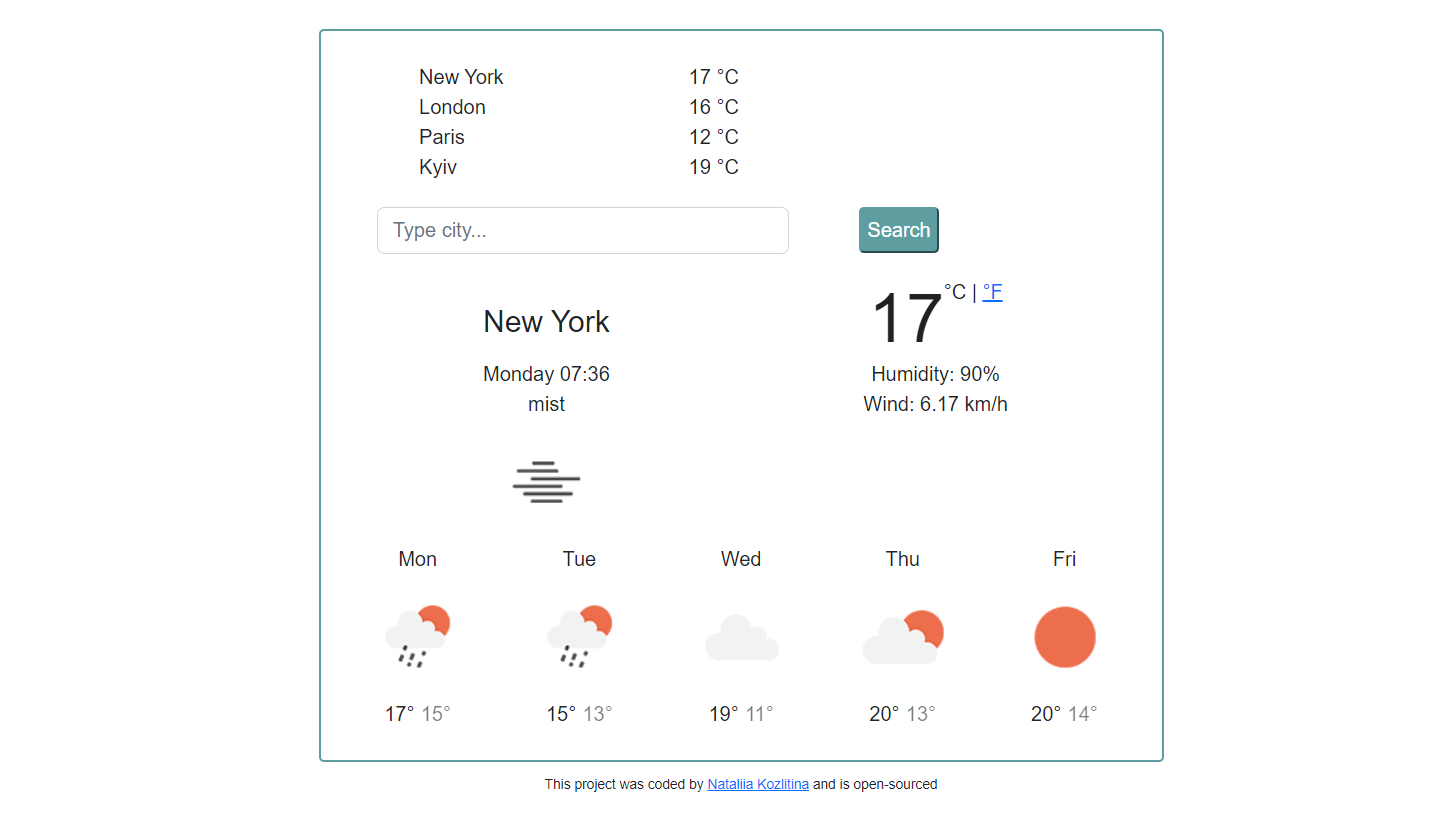 New York 17 °C
London 16 °C
Paris 12 °C
Kyiv 19 °C
Type city...
Search
New York
17 °C | °F
Monday 07:36
Humidity: 90%
mist
Wind: 6.17 km/h
Mon Tue Wed Thu Fri
17° 15° 15° 13° 19° 11° 20° 13° 20° 14°
This project was coded by Nataliia Kozlitina and is open-sourced